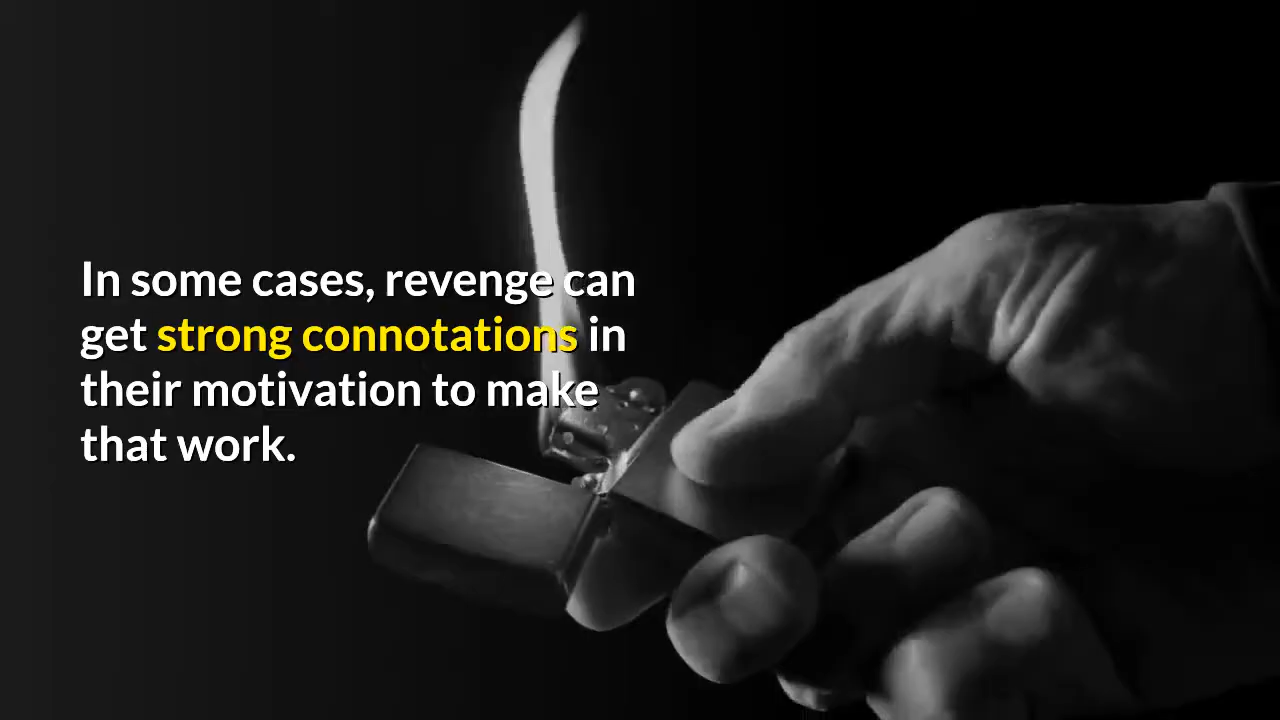 In some cases, revenge can
get strong connotations in
their motivation to make
that work.